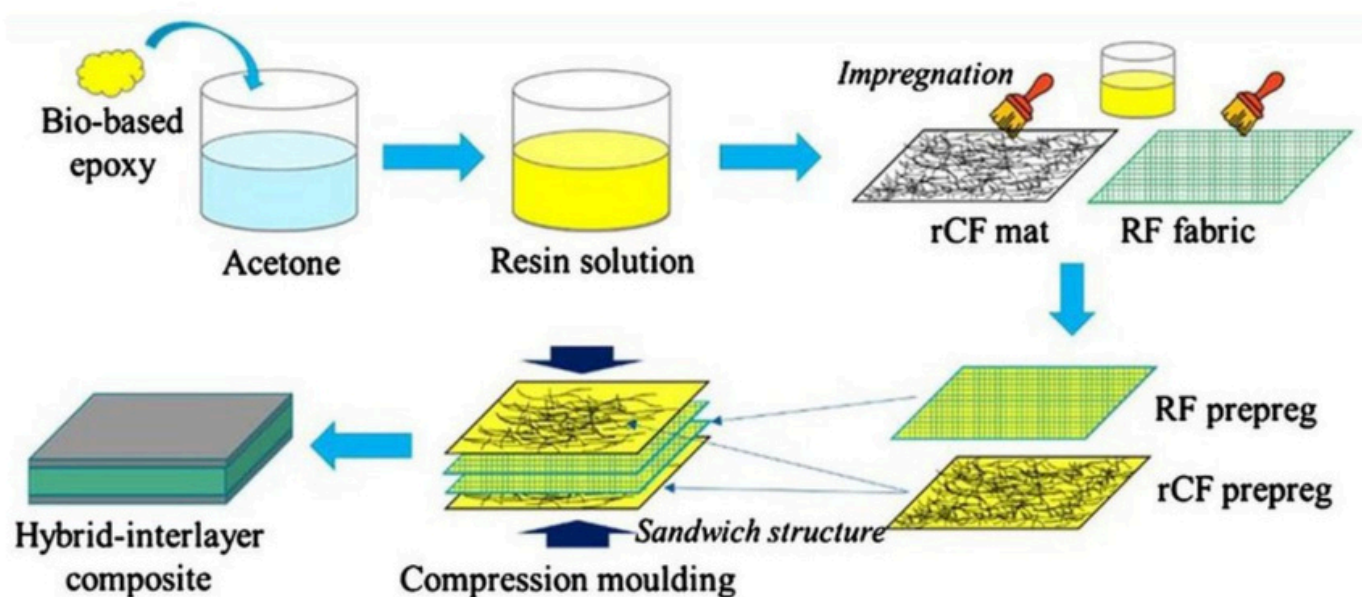 Bio-based
epoxy
Acetone
Resin solution
Impregnation
rCF mat
RF fabric
RF prepreg
rCF prepreg
Sandwich structure
Compression moulding
Hybrid-interlayer
composite